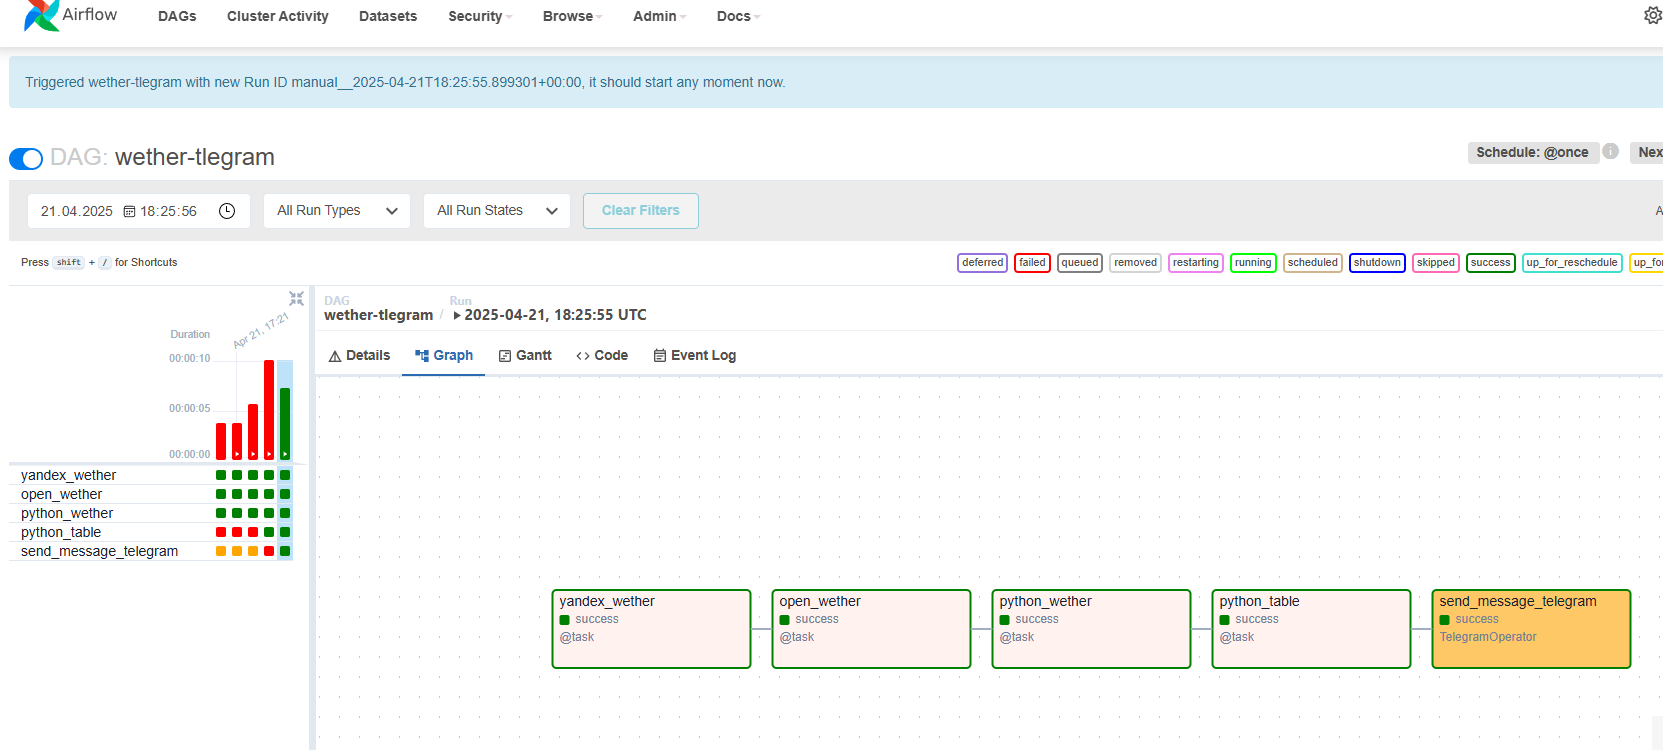 Airflow DAGs Cluster Activity Datasets Security Browse Admin Docs
Triggered wether-tlegram with new Run ID manual__2025-04-21T18:25:55.899301+00:00, it should start any moment now.
DAG: wether-tlegram
Schedule: @once
21.04.2025 18:25:56 All Run Types All Run States Clear Filters
Press shift + / for Shortcuts
deferred failed queued removed restarting running scheduled shutdown skipped success up_for_reschedule
DAG Run
wether-tlegram / 2025-04-21, 18:25:55 UTC
Details Graph Gantt Code Event Log
Apr 21, 17:21
Duration
00:00:10
00:00:05
00:00:00
yandex_wether
open_wether
python_wether
python_table
send_message_telegram
yandex_wether
success
@task
open_wether
success
@task
python_wether
success
@task
python_table
success
@task
send_message_telegram
success
TelegramOperator